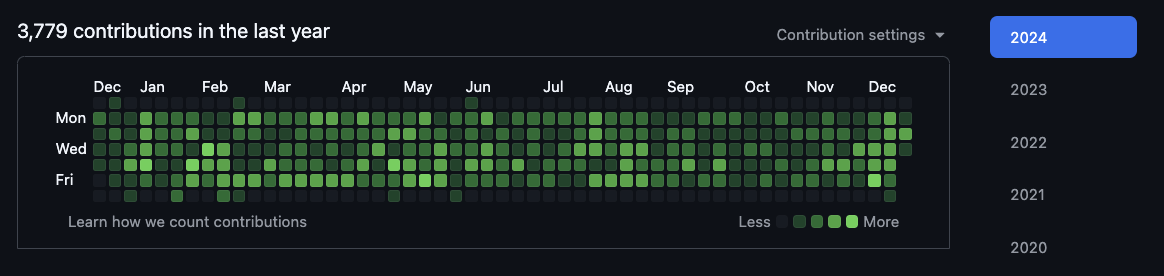 3,779 contributions in the last year
Contribution settings
Dec Jan Feb Mar Apr May Jun Jul Aug Sep Oct Nov Dec
Mon
Wed
Fri
Learn how we count contributions
Less More
2024
2023
2022
2021
2020